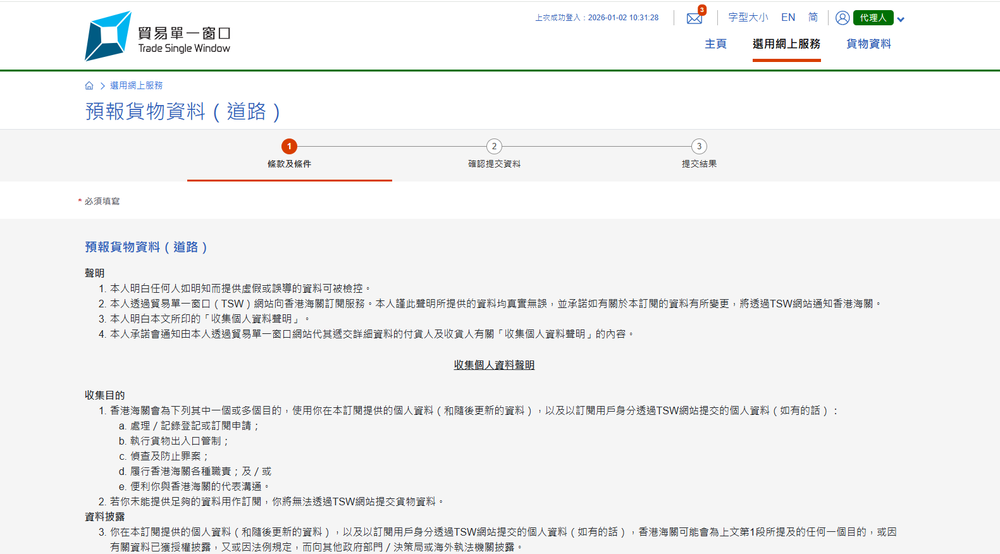 貿易單一窗口
Trade Single Window
上次成功登入：2026-01-02 10:31:28
3
字型大小
EN
简
代理人
主頁
選用網上服務
貨物資料
選用網上服務
預報貨物資料（道路）
1
2
3
條款及條件
確認提交資料
提交結果
* 必須填寫
預報貨物資料（道路）
聲明
1. 本人明白任何人如明知而提供虛假或誤導的資料可被檢控。
2. 本人透過貿易單一窗口（TSW）網站向香港海關訂閱服務。本人謹此聲明所提供的資料均真實無誤，並承諾如有關於本訂閱的資料有所變更，將透過TSW網站通知香港海關。
3. 本人明白本文所印的「收集個人資料聲明」。
4. 本人承諾會通知由本人透過貿易單一窗口網站代其遞交詳細資料的付貨人及收貨人有關「收集個人資料聲明」的內容。
收集個人資料聲明
收集目的
1. 香港海關會為下列其中一個或多個目的，使用你在本訂閱提供的個人資料（和隨後更新的資料），以及以訂閱用戶身分透過TSW網站提交的個人資料（如有的話）：
a. 處理／記錄登記或訂閱申請；
b. 執行貨物出入口管制；
c. 偵查及防止罪案；
d. 履行香港海關各種職責；及／或
e. 便利你與香港海關的代表溝通。
2. 若你未能提供足夠的資料用作訂閱，你將無法透過TSW網站提交貨物資料。
資料披露
3. 你在本訂閱提供的個人資料（和隨後更新的資料），以及以訂閱用戶身分透過TSW網站提交的個人資料（如有的話），香港海關可能會為上文第1段所提及的任何一個目的，或因
有關資料已獲授權披露，又或因法例規定，而向其他政府部門／決策局或海外執法機關披露。